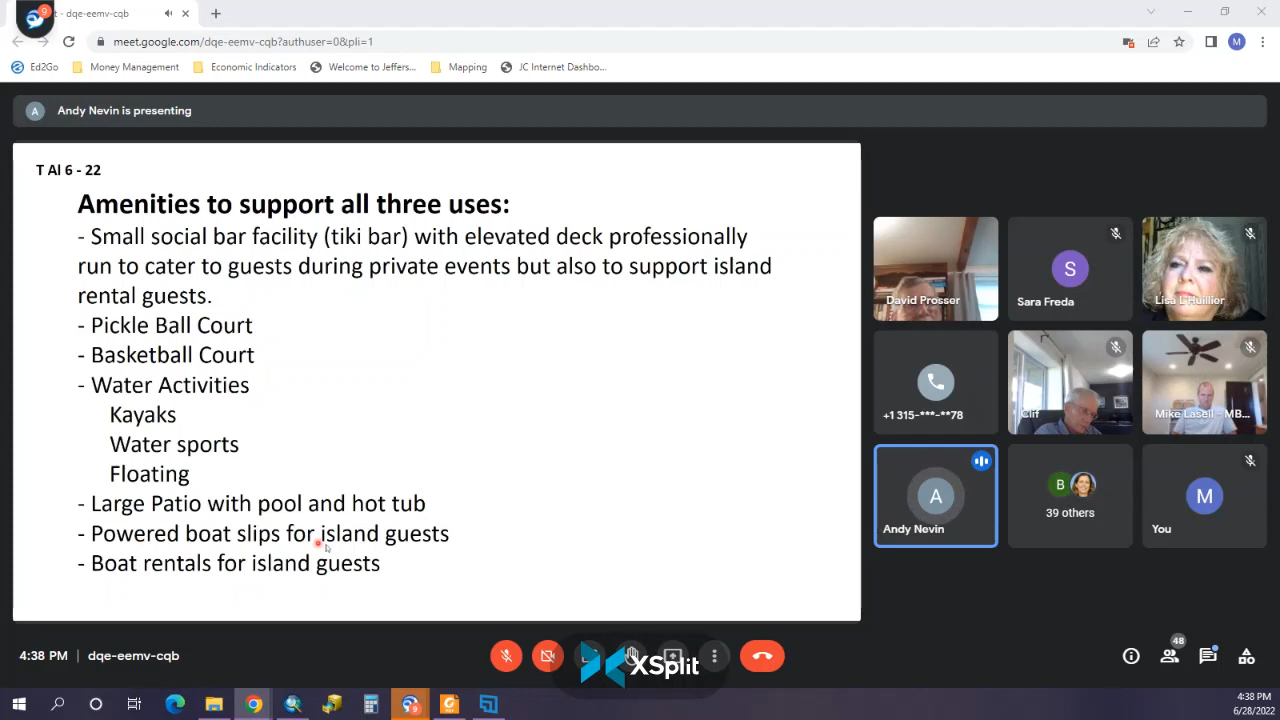 9
t - dqe-eemv-cqb
meet.google.com/dqe-eemv-cqb?authuser=0&pli=1
M
Ed2Go
Money Management
Economic Indicators
Welcome to Jeffers...
Mapping
JC Internet Dashbo...
A
Andy Nevin is presenting
T AI 6 - 22
Amenities to support all three uses:
- Small social bar facility (tiki bar) with elevated deck professionally
run to cater to guests during private events but also to support island
rental guests.
- Pickle Ball Court
- Basketball Court
- Water Activities
Kayaks
Water sports
Floating
- Large Patio with pool and hot tub
- Powered boat slips for island guests
- Boat rentals for island guests
David Prosser
S
Sara Freda
Lisa L'Huillier
+1 315-***-**78
Clif
Mike Lasell - MB...
A
Andy Nevin
B
39 others
M
You
4:38 PM
dqe-eemv-cqb
XSplit
48
9
4:38 PM
6/28/2022